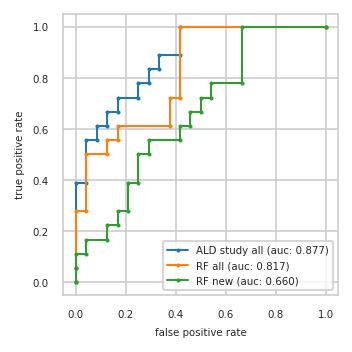 1.0
0.8
0.6
0.4
0.2
0.0
true positive rate
ALD study all (auc: 0.877)
RF all (auc: 0.817)
RF new (auc: 0.660)
0.0 0.2 0.4 0.6 0.8 1.0
false positive rate